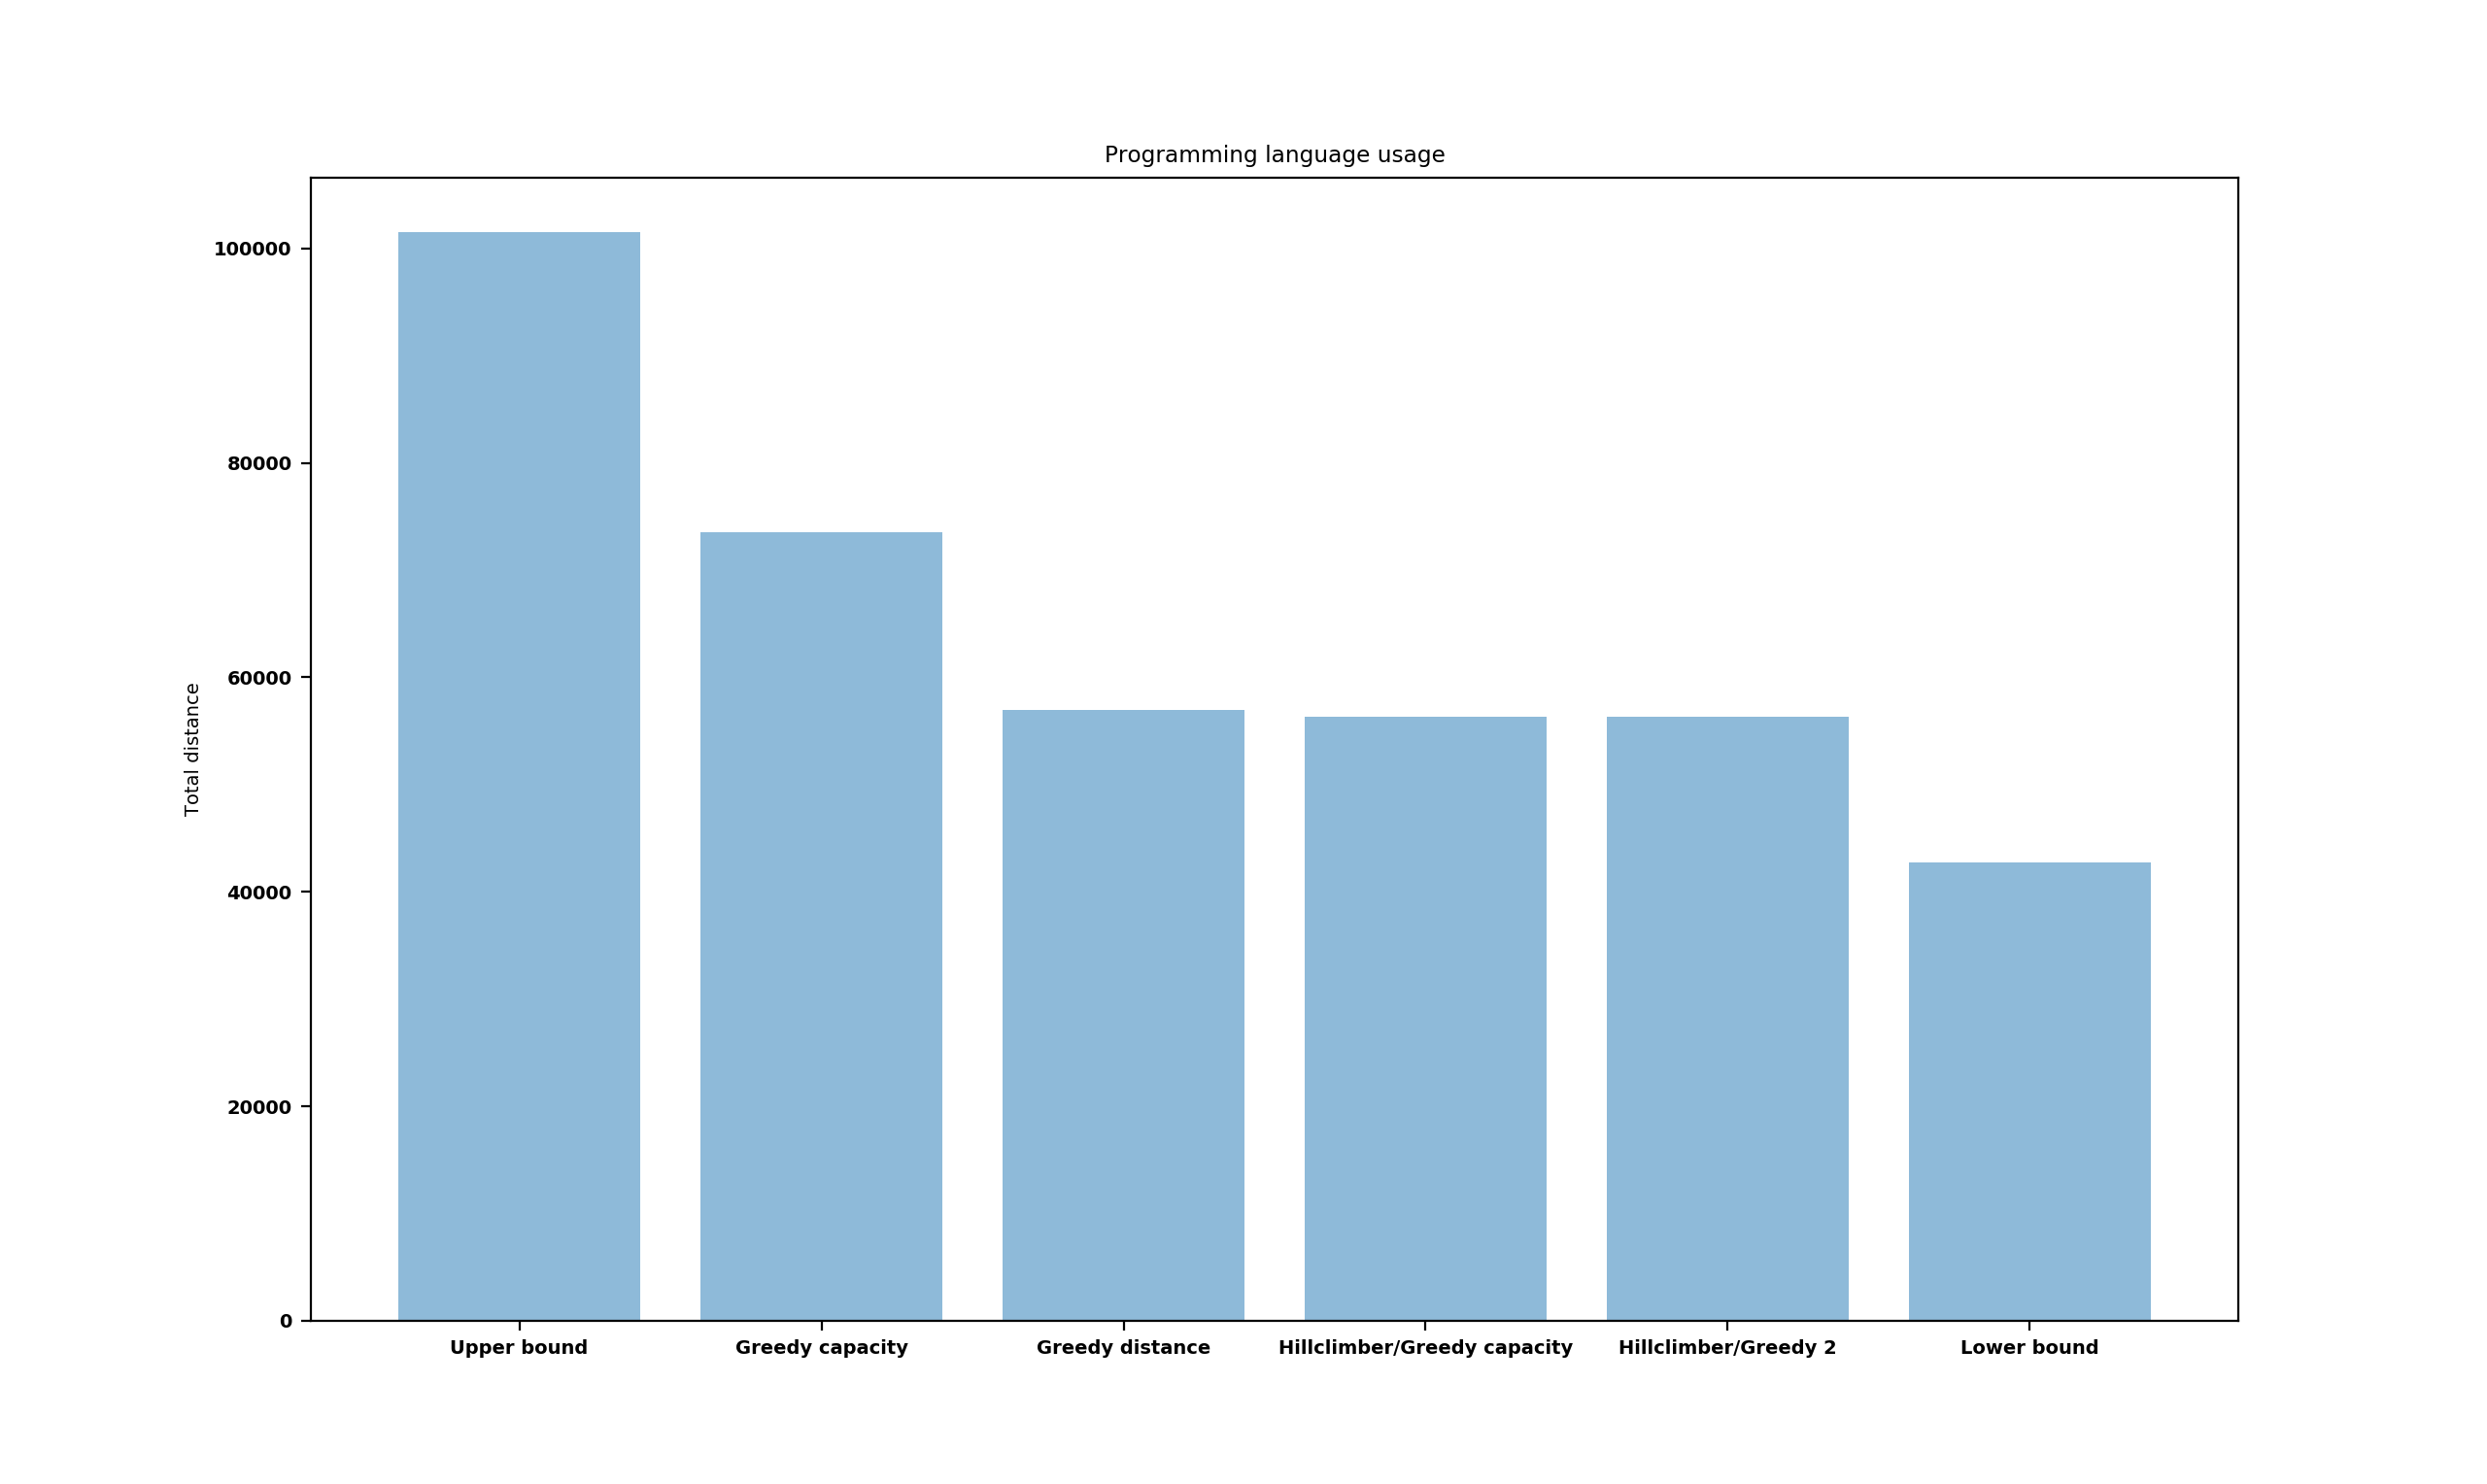 Programming language usage
100000
80000
60000
40000
20000
0
Total distance
Upper bound
Greedy capacity
Greedy distance
Hillclimber/Greedy capacity
Hillclimber/Greedy 2
Lower bound